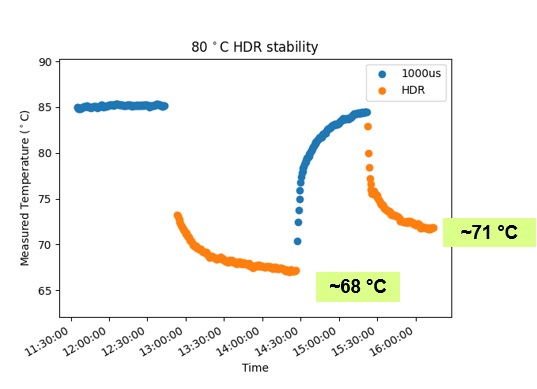 80 °C HDR stability
90
85
80
75
70
65
Measured Temperature (°C)
1000us
HDR
~71 °C
~68 °C
11:30:00
12:00:00
12:30:00
13:00:00
13:30:00
14:00:00
14:30:00
15:00:00
15:30:00
16:00:00
Time